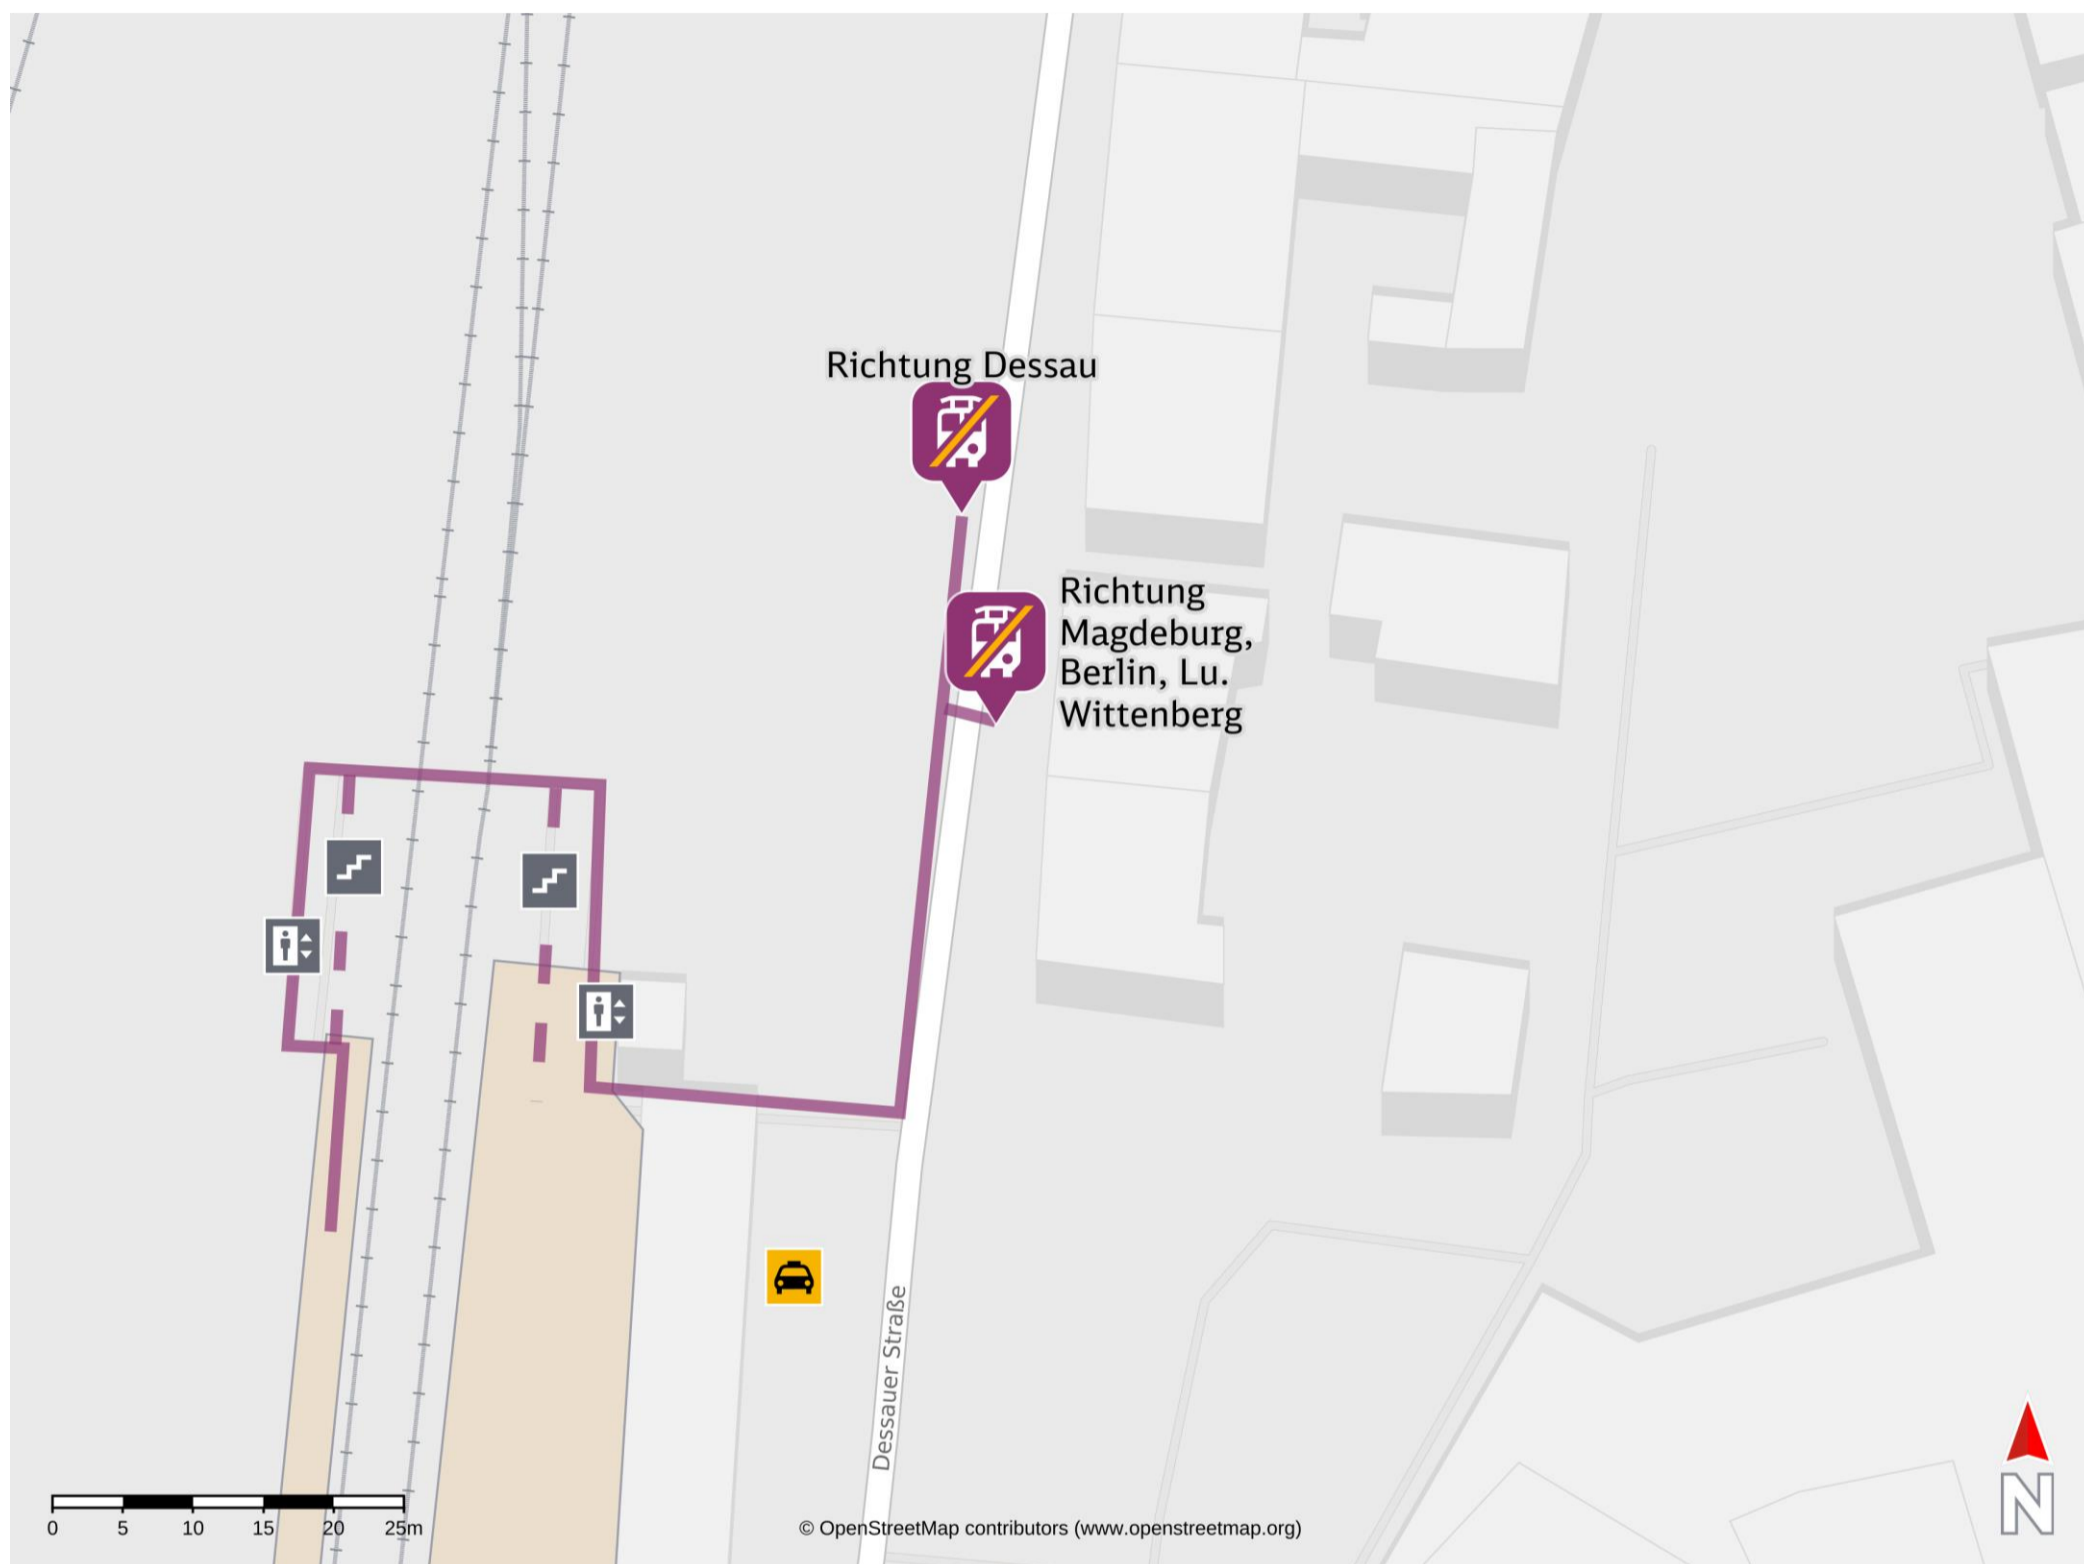 Richtung Dessau
Richtung
Magdeburg,
Berlin, Lu.
Wittenberg
Dessauer Straße
0 5 10 15 20 25m
© OpenStreetMap contributors (www.openstreetmap.org)
N